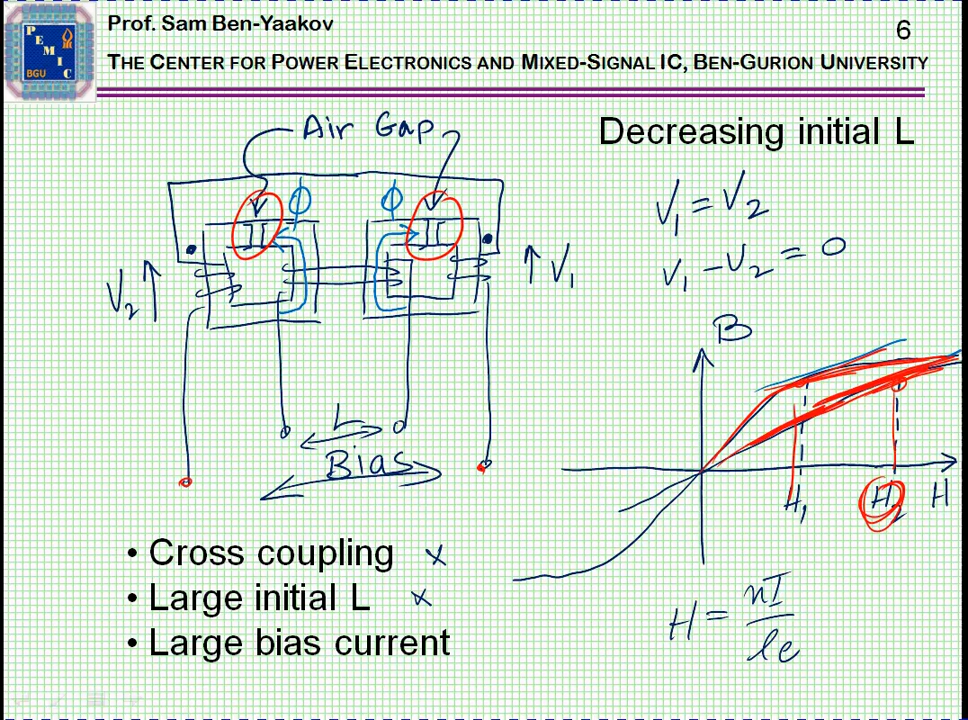 Prof. Sam Ben-Yaakov
6
THE CENTER FOR POWER ELECTRONICS AND MIXED-SIGNAL IC, BEN-GURION UNIVERSITY
P
E
M
I
C
BGU
Decreasing initial L
Air Gap
V1 = V2
V1 - V2 = 0
ϕ ϕ
V2
V1
B
L
Bias
H1 H2 H
• Cross coupling x
• Large initial L x
• Large bias current
H = nI / le